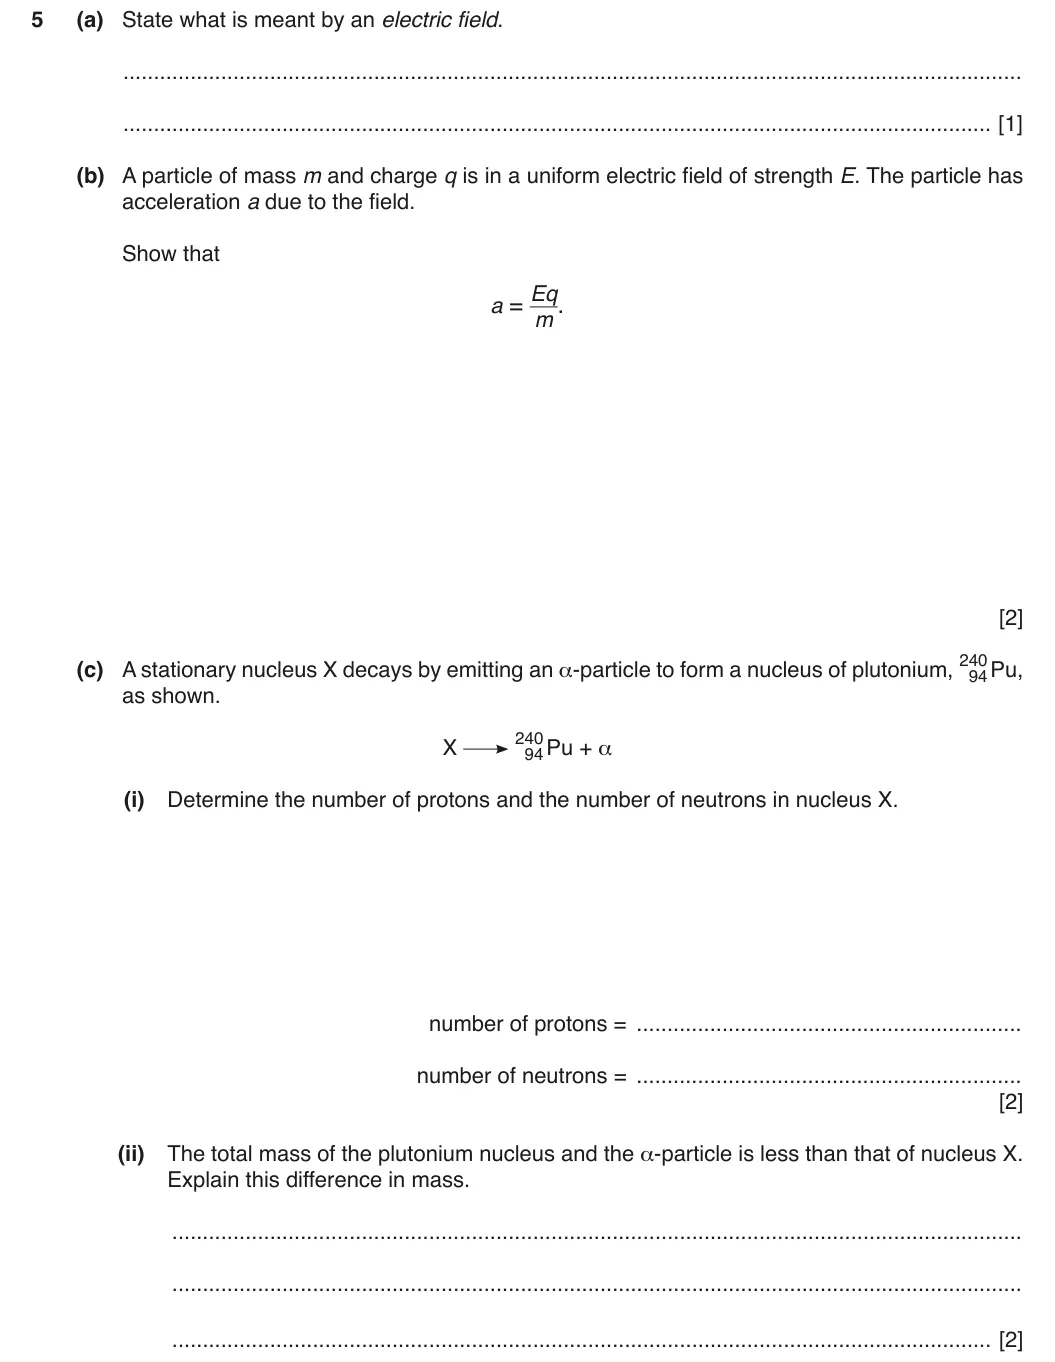 5 (a) State what is meant by an electric field.
.......................................................................................................................................................
................................................................................................................................................. [1]
(b) A particle of mass m and charge q is in a uniform electric field of strength E. The particle has
acceleration a due to the field.
Show that
a = Eq/m.
[2]
(c) A stationary nucleus X decays by emitting an α-particle to form a nucleus of plutonium, ²⁴⁰₉₄Pu,
as shown.
X ⟶ ²⁴⁰₉₄Pu + α
(i) Determine the number of protons and the number of neutrons in nucleus X.
number of protons = ...............................................................
number of neutrons = ...............................................................
[2]
(ii) The total mass of the plutonium nucleus and the α-particle is less than that of nucleus X.
Explain this difference in mass.
...........................................................................................................................................
...........................................................................................................................................
...................................................................................................................................... [2]